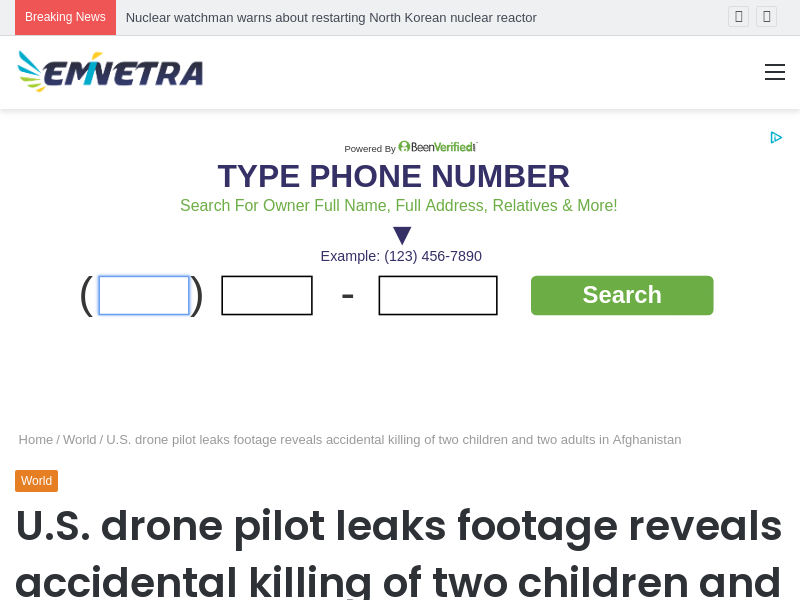 Breaking News
Nuclear watchman warns about restarting North Korean nuclear reactor
EMNETRA
Powered By BeenVerified
TYPE PHONE NUMBER
Search For Owner Full Name, Full Address, Relatives & More!
▼
Example: (123) 456-7890
( ) - Search
Home / World / U.S. drone pilot leaks footage reveals accidental killing of two children and two adults in Afghanistan
World
U.S. drone pilot leaks footage reveals
accidental killing of two children and